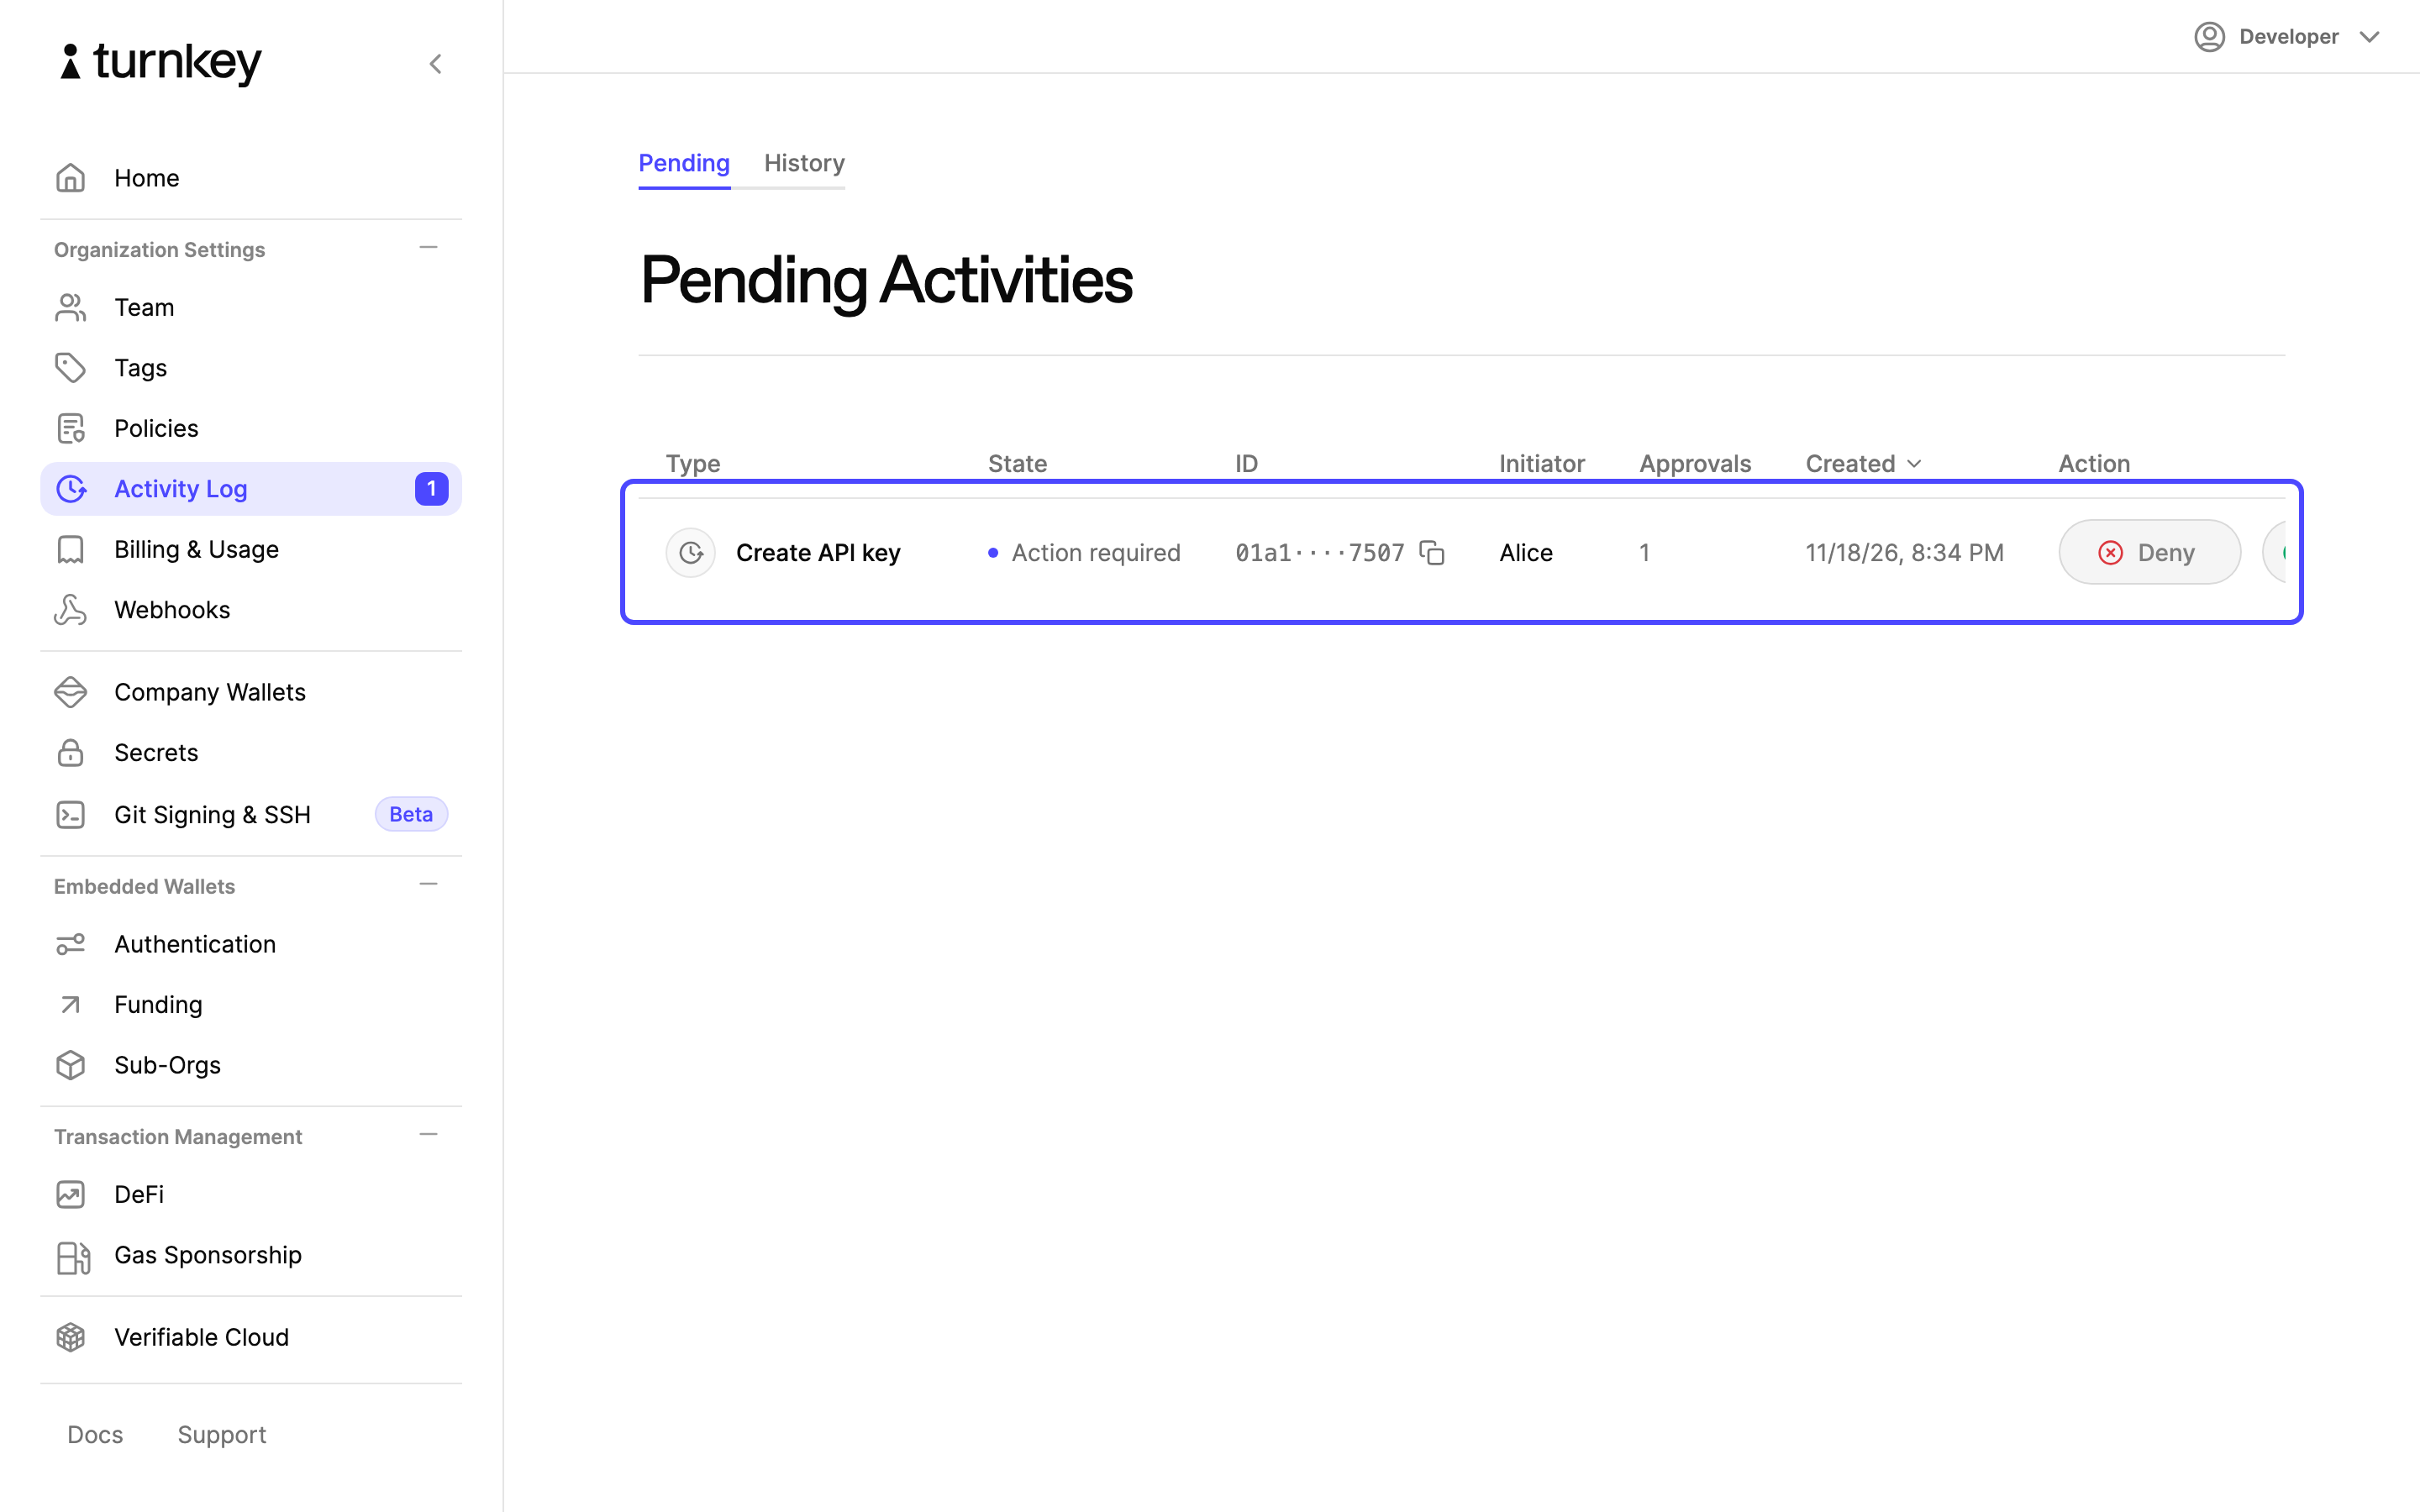 turnkey
Developer
Home
Organization Settings
Team
Tags
Policies
Activity Log 1
Billing & Usage
Webhooks
Company Wallets
Secrets
Git Signing & SSH Beta
Embedded Wallets
Authentication
Funding
Sub-Orgs
Transaction Management
DeFi
Gas Sponsorship
Verifiable Cloud
Docs Support
Pending History
Pending Activities
Type State ID Initiator Approvals Created Action
Create API key Action required 01a1····7507 Alice 1 11/18/26, 8:34 PM Deny